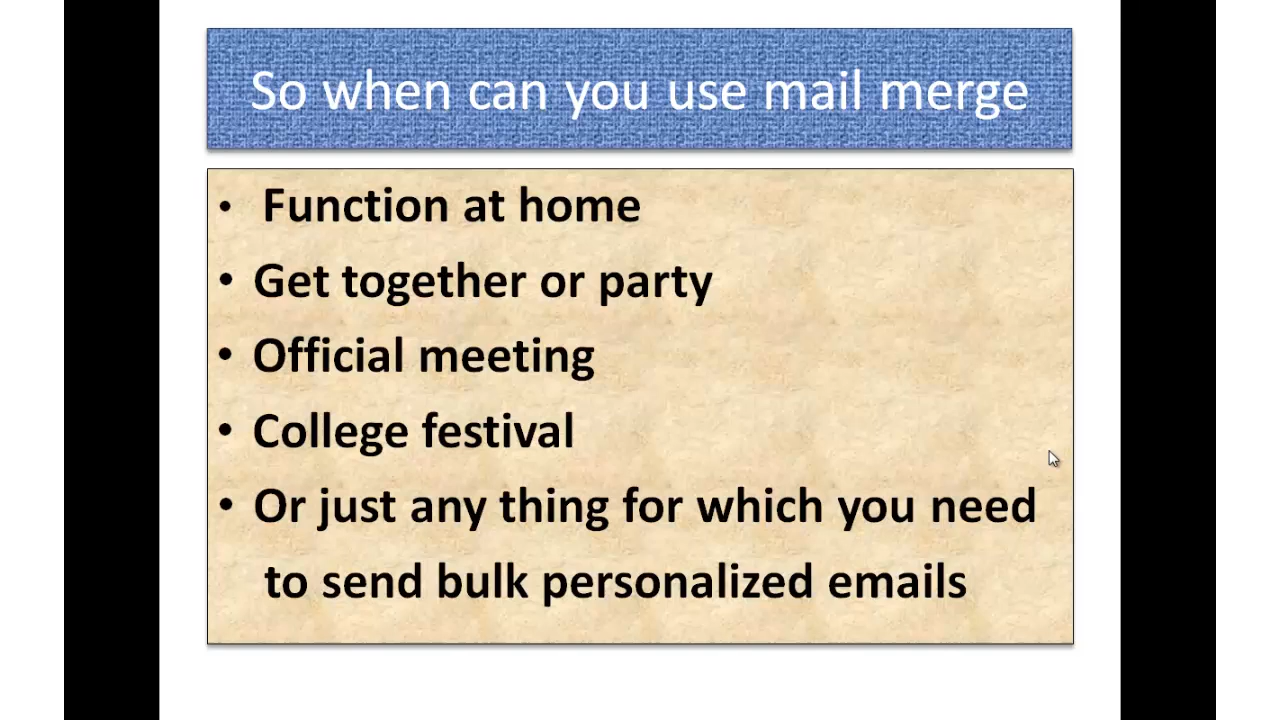 So when can you use mail merge
• Function at home
• Get together or party
• Official meeting
• College festival
• Or just any thing for which you need
to send bulk personalized emails